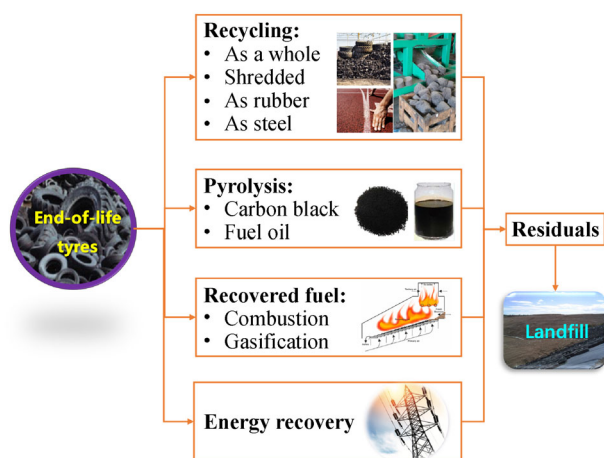 Recycling:
• As a whole
• Shredded
• As rubber
• As steel
End-of-life
tyres
Pyrolysis:
• Carbon black
• Fuel oil
Residuals
Recovered fuel:
• Combustion
• Gasification
Landfill
Energy recovery